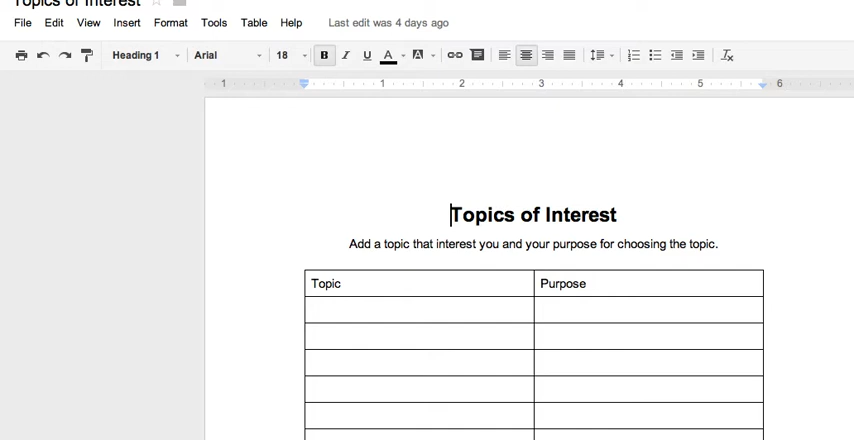 Topics of Interest
File Edit View Insert Format Tools Table Help Last edit was 4 days ago
Heading 1 Arial 18 B I U A A
1 1 2 3 4 5 6
Topics of Interest
Add a topic that interest you and your purpose for choosing the topic.
Topic Purpose